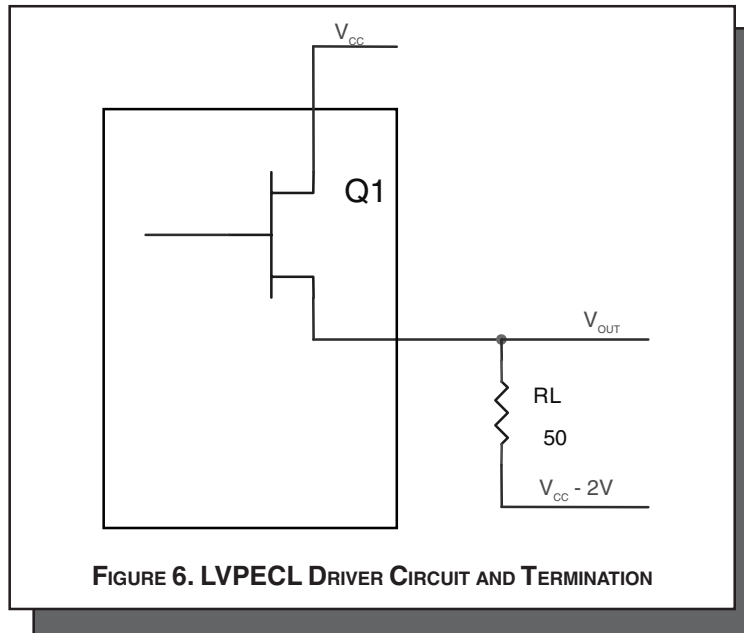 V_CC
Q1
V_OUT
RL
50
V_CC - 2V
FIGURE 6. LVPECL DRIVER CIRCUIT AND TERMINATION